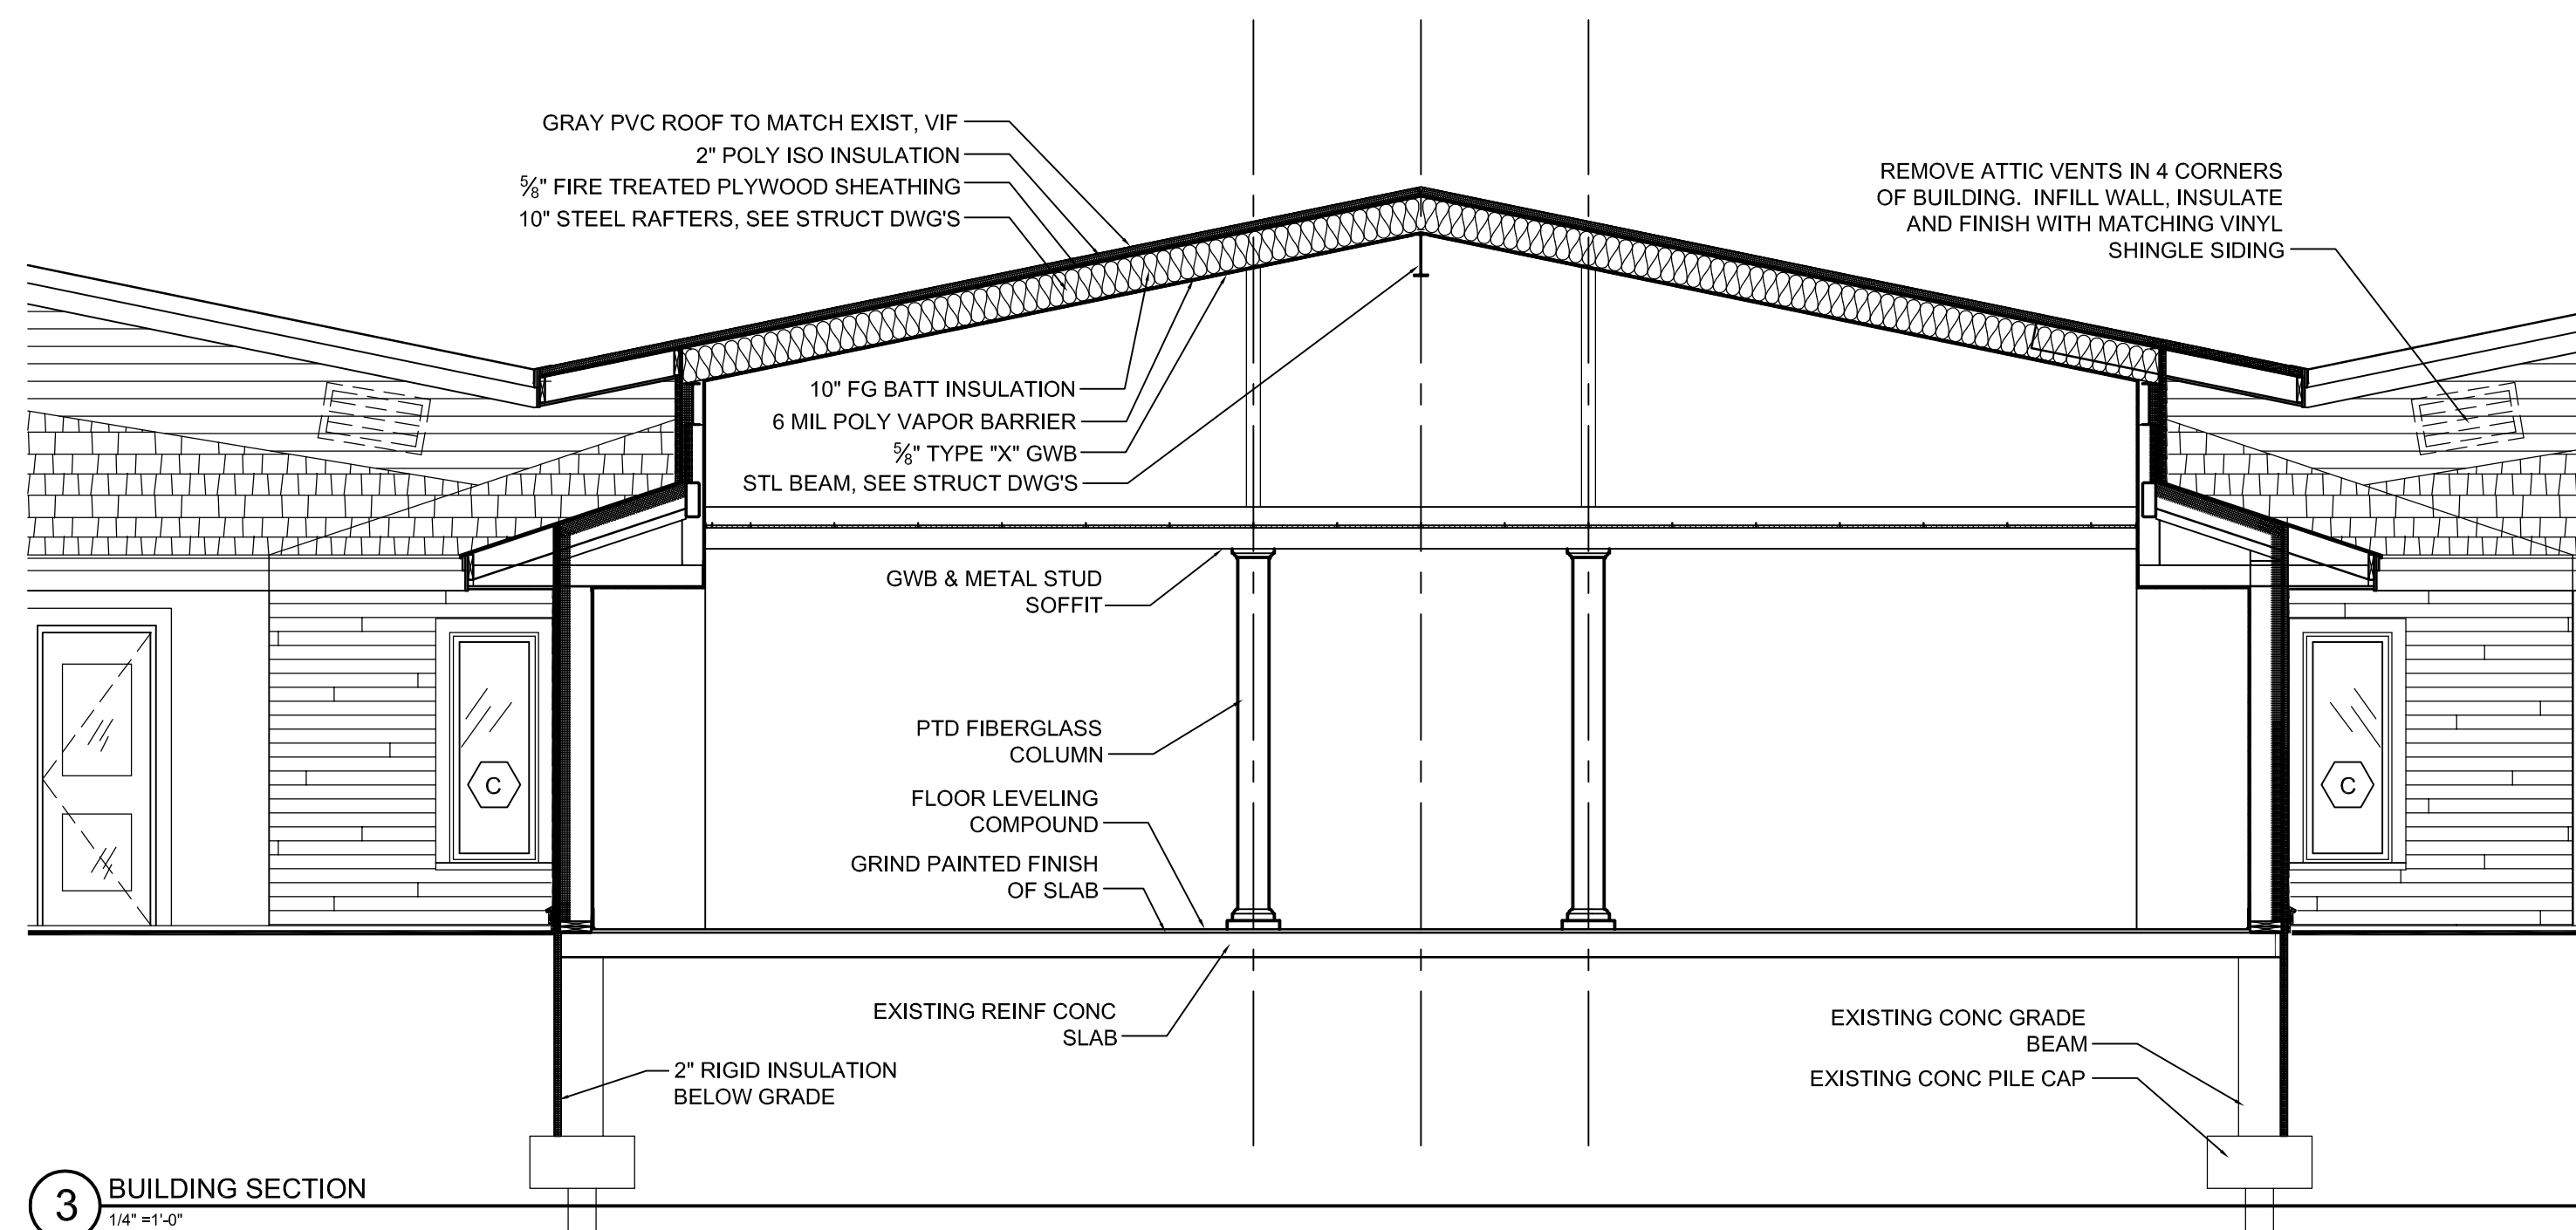 GRAY PVC ROOF TO MATCH EXIST, VIF
2" POLY ISO INSULATION
⅝" FIRE TREATED PLYWOOD SHEATHING
10" STEEL RAFTERS, SEE STRUCT DWG'S
REMOVE ATTIC VENTS IN 4 CORNERS
OF BUILDING. INFILL WALL, INSULATE
AND FINISH WITH MATCHING VINYL
SHINGLE SIDING
10" FG BATT INSULATION
6 MIL POLY VAPOR BARRIER
⅝" TYPE "X" GWB
STL BEAM, SEE STRUCT DWG'S
GWB & METAL STUD
SOFFIT
PTD FIBERGLASS
COLUMN
C
C
FLOOR LEVELING
COMPOUND
GRIND PAINTED FINISH
OF SLAB
EXISTING REINF CONC
SLAB
2" RIGID INSULATION
BELOW GRADE
EXISTING CONC GRADE
BEAM
EXISTING CONC PILE CAP
3
BUILDING SECTION
1/4" =1'-0"